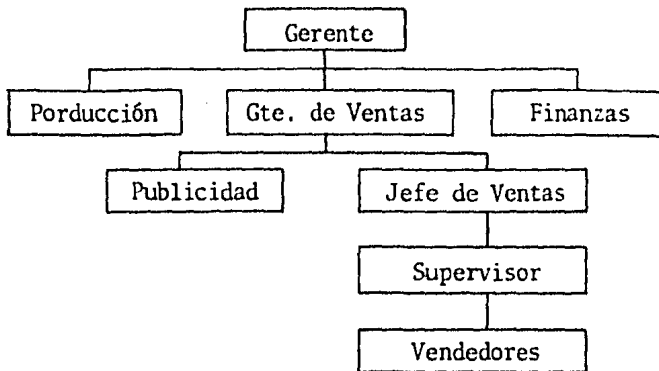 Gerente
Porducción
Gte. de Ventas
Finanzas
Publicidad
Jefe de Ventas
Supervisor
Vendedores